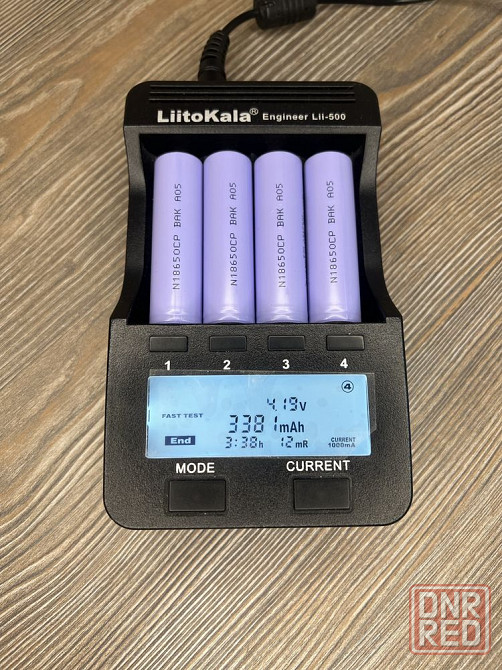 LiitoKala® Engineer Lii-500
N18650CP BAK A05
N18650CP BAK A05
N18650CP BAK A05
N18650CP BAK A05
1 2 3 4
4
4.19v
FAST TEST
3381mAh
End 3:38h 12mR CURRENT 1000mA
MODE CURRENT
DNR
RED